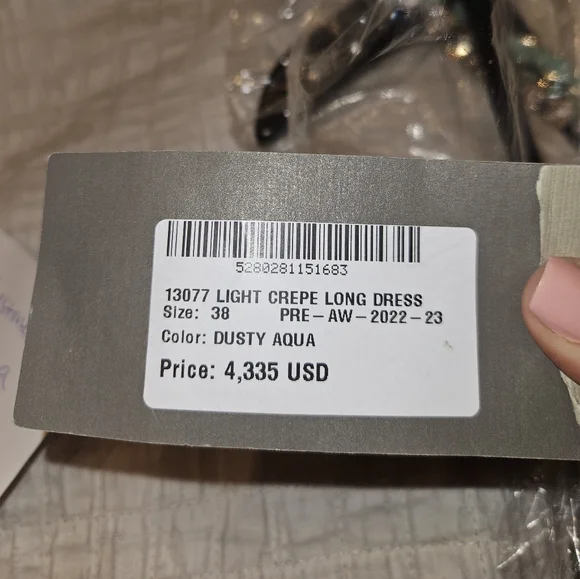 5280281151683
13077 LIGHT CREPE LONG DRESS
Size: 38 PRE-AW-2022-23
Color: DUSTY AQUA
Price: 4,335 USD